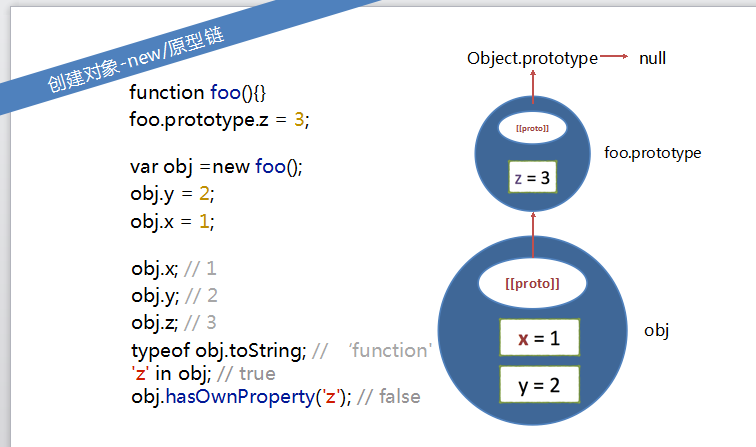 创建对象-new/原型链
function foo(){}
foo.prototype.z = 3;
var obj =new foo();
obj.y = 2;
obj.x = 1;
obj.x; // 1
obj.y; // 2
obj.z; // 3
typeof obj.toString; // ‘function'
'z' in obj; // true
obj.hasOwnProperty('z'); // false
Object.prototype
null
[[proto]]
z = 3
foo.prototype
[[proto]]
x = 1
y = 2
obj